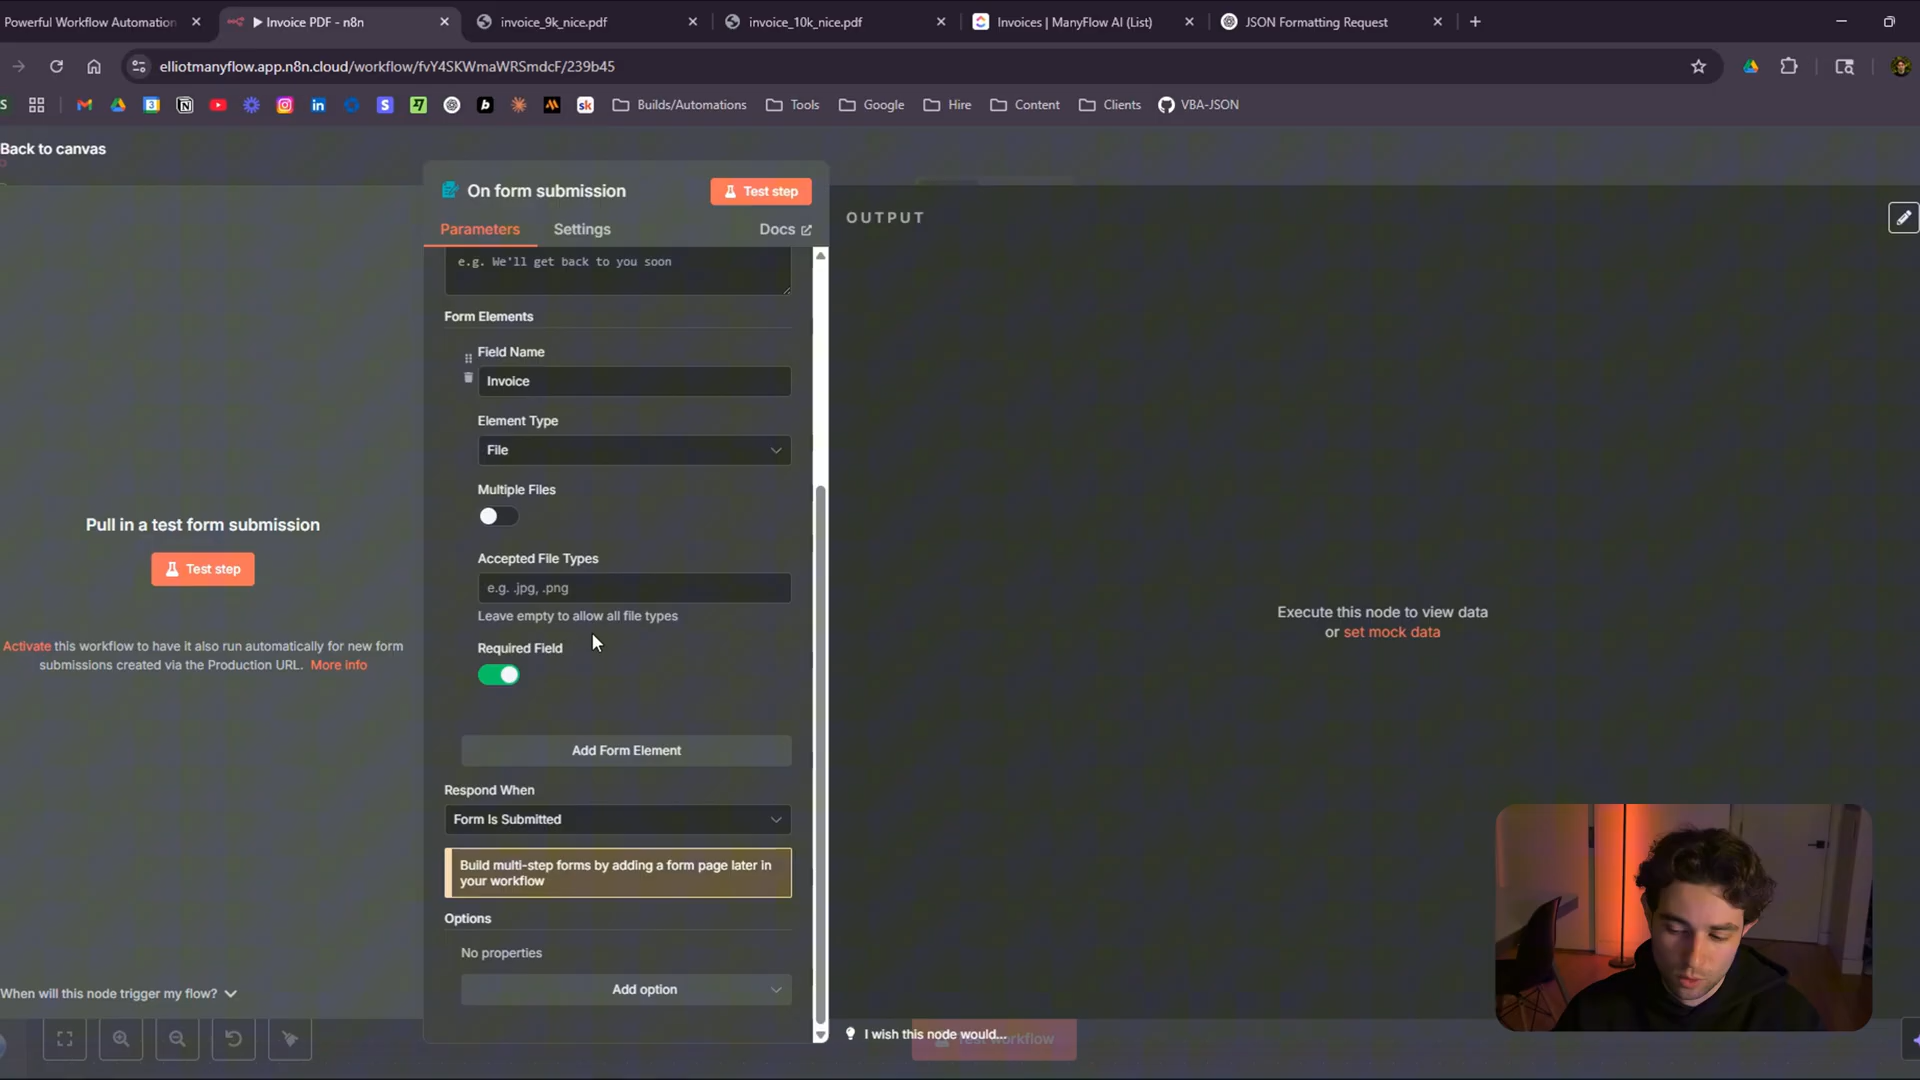 Powerful Workflow Automation
▶ Invoice PDF - n8n
invoice_9k_nice.pdf
invoice_10k_nice.pdf
Invoices | ManyFlow AI (List)
JSON Formatting Request
elliotmanyflow.app.n8n.cloud/workflow/fvY4SKWmaWRSmdcF/239b45
Builds/Automations
Tools
Google
Hire
Content
Clients
VBA-JSON
Back to canvas
On form submission
Test step
Parameters
Settings
Docs
OUTPUT
e.g. We'll get back to you soon
Form Elements
Field Name
Invoice
Element Type
File
Multiple Files
Accepted File Types
e.g. .jpg, .png
Leave empty to allow all file types
Required Field
Add Form Element
Respond When
Form Is Submitted
Build multi-step forms by adding a form page later in
your workflow
Options
No properties
Add option
Pull in a test form submission
Test step
Activate this workflow to have it also run automatically for new form
submissions created via the Production URL. More info
When will this node trigger my flow?
Execute this node to view data
or set mock data
I wish this node would...
Test workflow